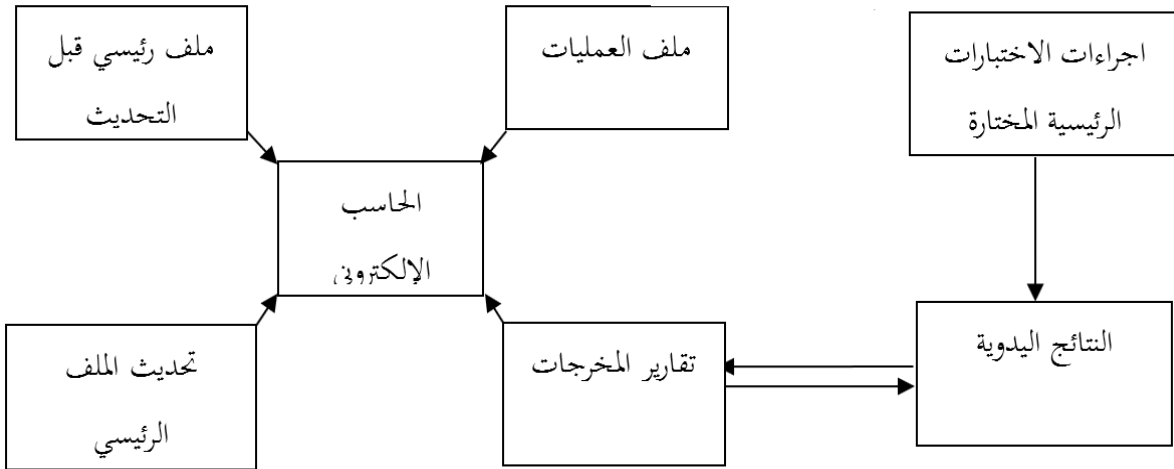 اجراءات الاختبارات
الرئيسية المختارة
ملف العمليات
ملف رئيسي قبل
التحديث
الحاسب
الإلكتروني
النتائج اليدوية
تقارير المخرجات
تحديث الملف
الرئيسي